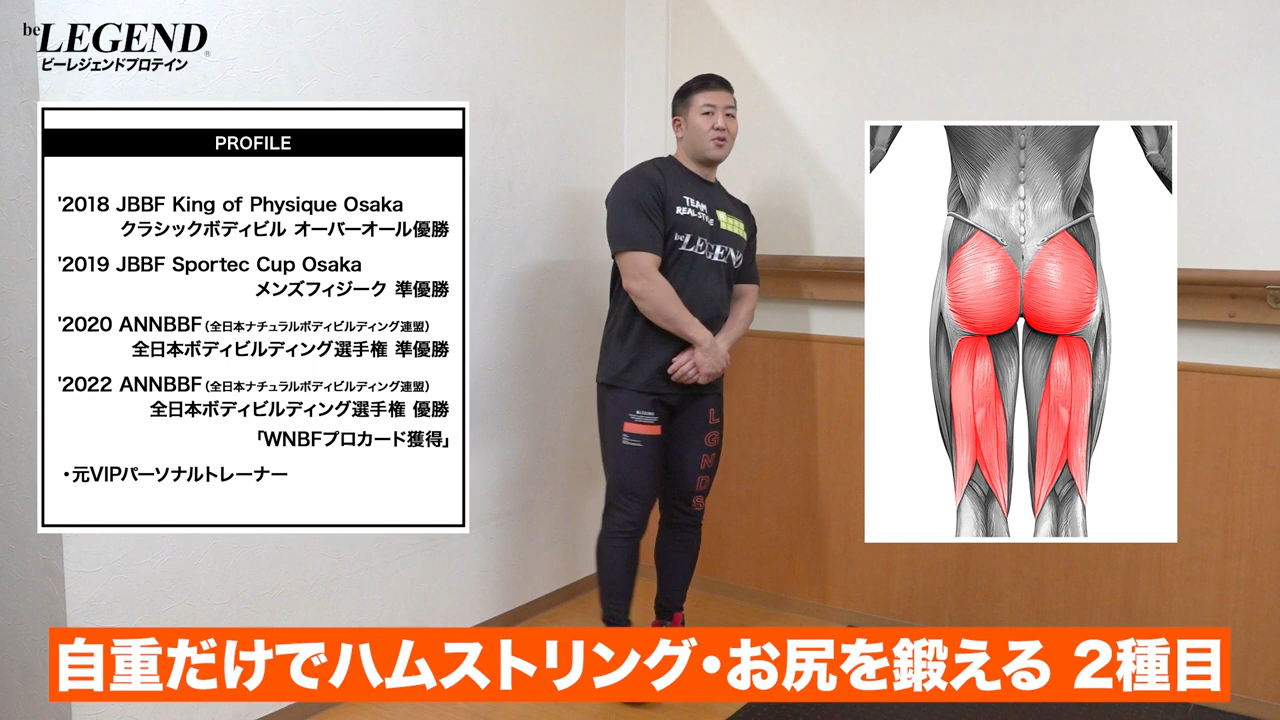 beLEGEND®
ビーレジェンドプロテイン
PROFILE
'2018 JBBF King of Physique Osaka
クラシックボディビル オーバーオール優勝
'2019 JBBF Sportec Cup Osaka
メンズフィジーク 準優勝
'2020 ANNBBF（全日本ナチュラルボディビルディング連盟）
全日本ボディビルディング選手権 準優勝
'2022 ANNBBF（全日本ナチュラルボディビルディング連盟）
全日本ボディビルディング選手権 優勝
「WNBFプロカード獲得」
・元VIPパーソナルトレーナー
TEAM
REAL-STYLE
beLEGEND
LGNDS
自重だけでハムストリング・お尻を鍛える 2種目